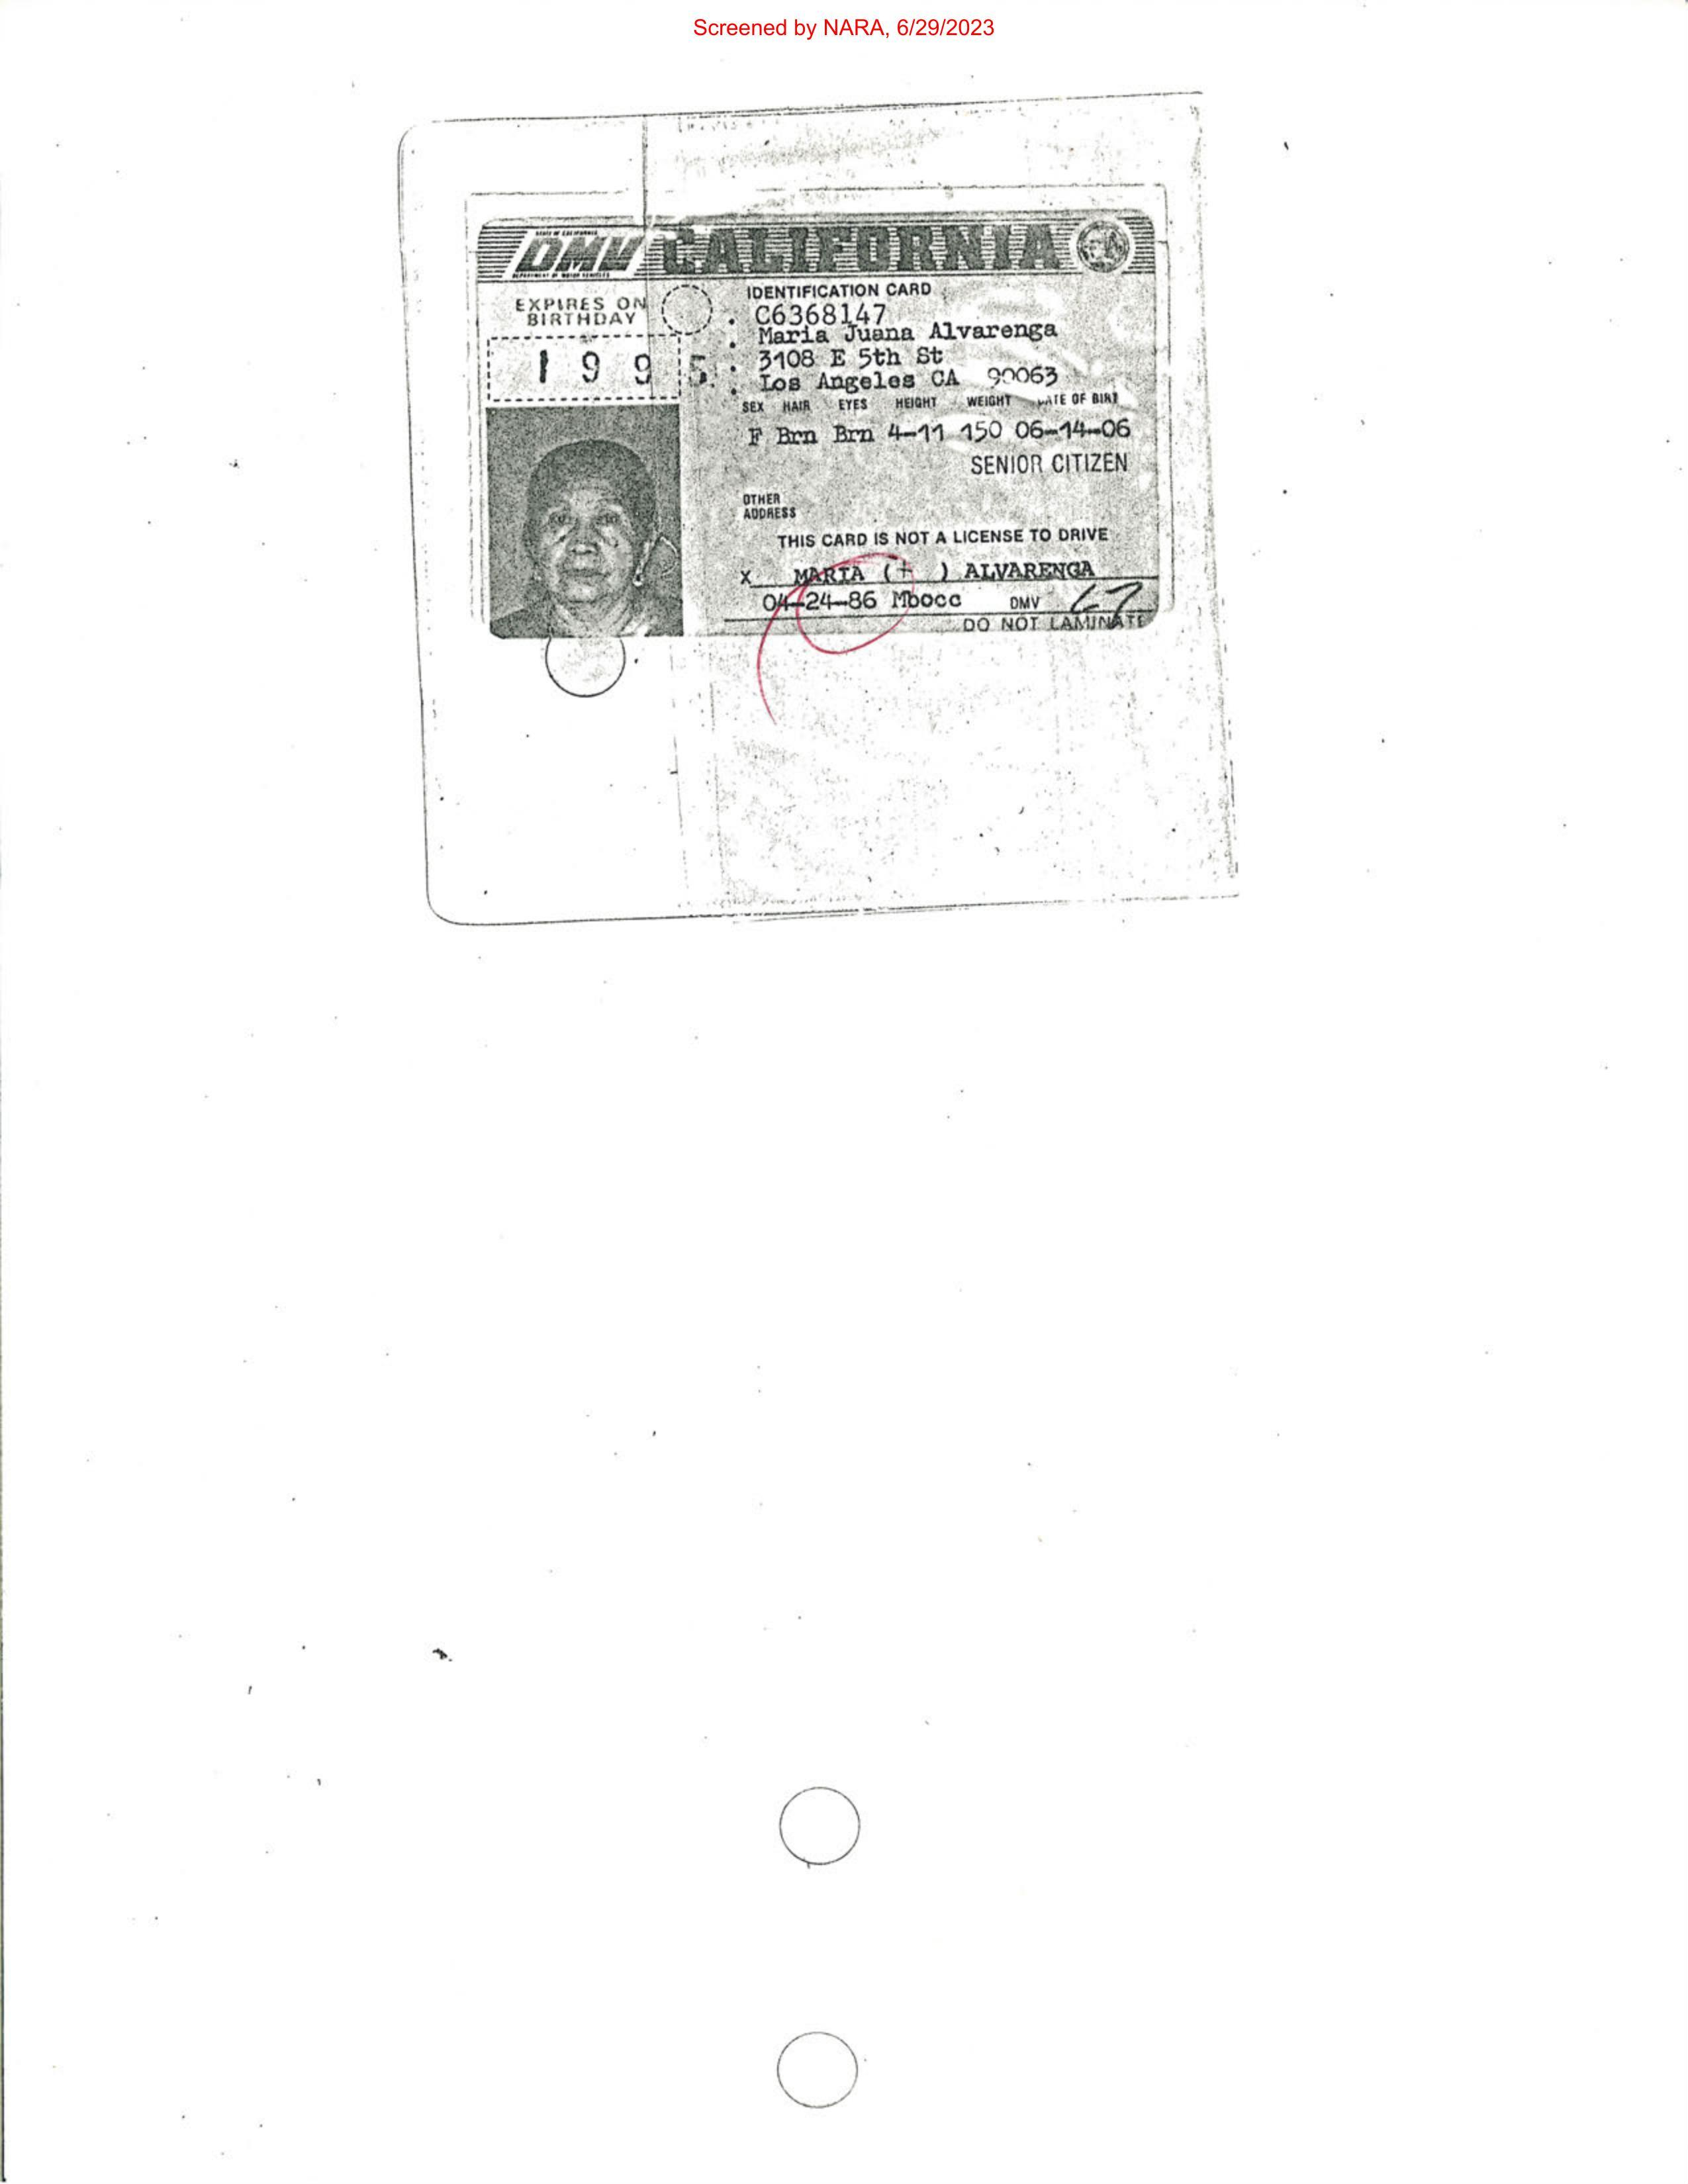 Screened by NARA, 6/29/2023
STATE OF CALIFORNIA
DMV CALIFORNIA
DEPARTMENT OF MOTOR VEHICLES
IDENTIFICATION CARD
EXPIRES ON
BIRTHDAY
1995
C6368147
Maria Juana Alvarenga
3108 E 5th St
Los Angeles CA 90063
SEX HAIR EYES HEIGHT WEIGHT DATE OF BIRT
F Brn Brn 4-11 150 06-14-06
SENIOR CITIZEN
OTHER
ADDRESS
THIS CARD IS NOT A LICENSE TO DRIVE
X MARIA (+ ) ALVARENGA
04-24-86 Mbocc DMV
DO NOT LAMINATE